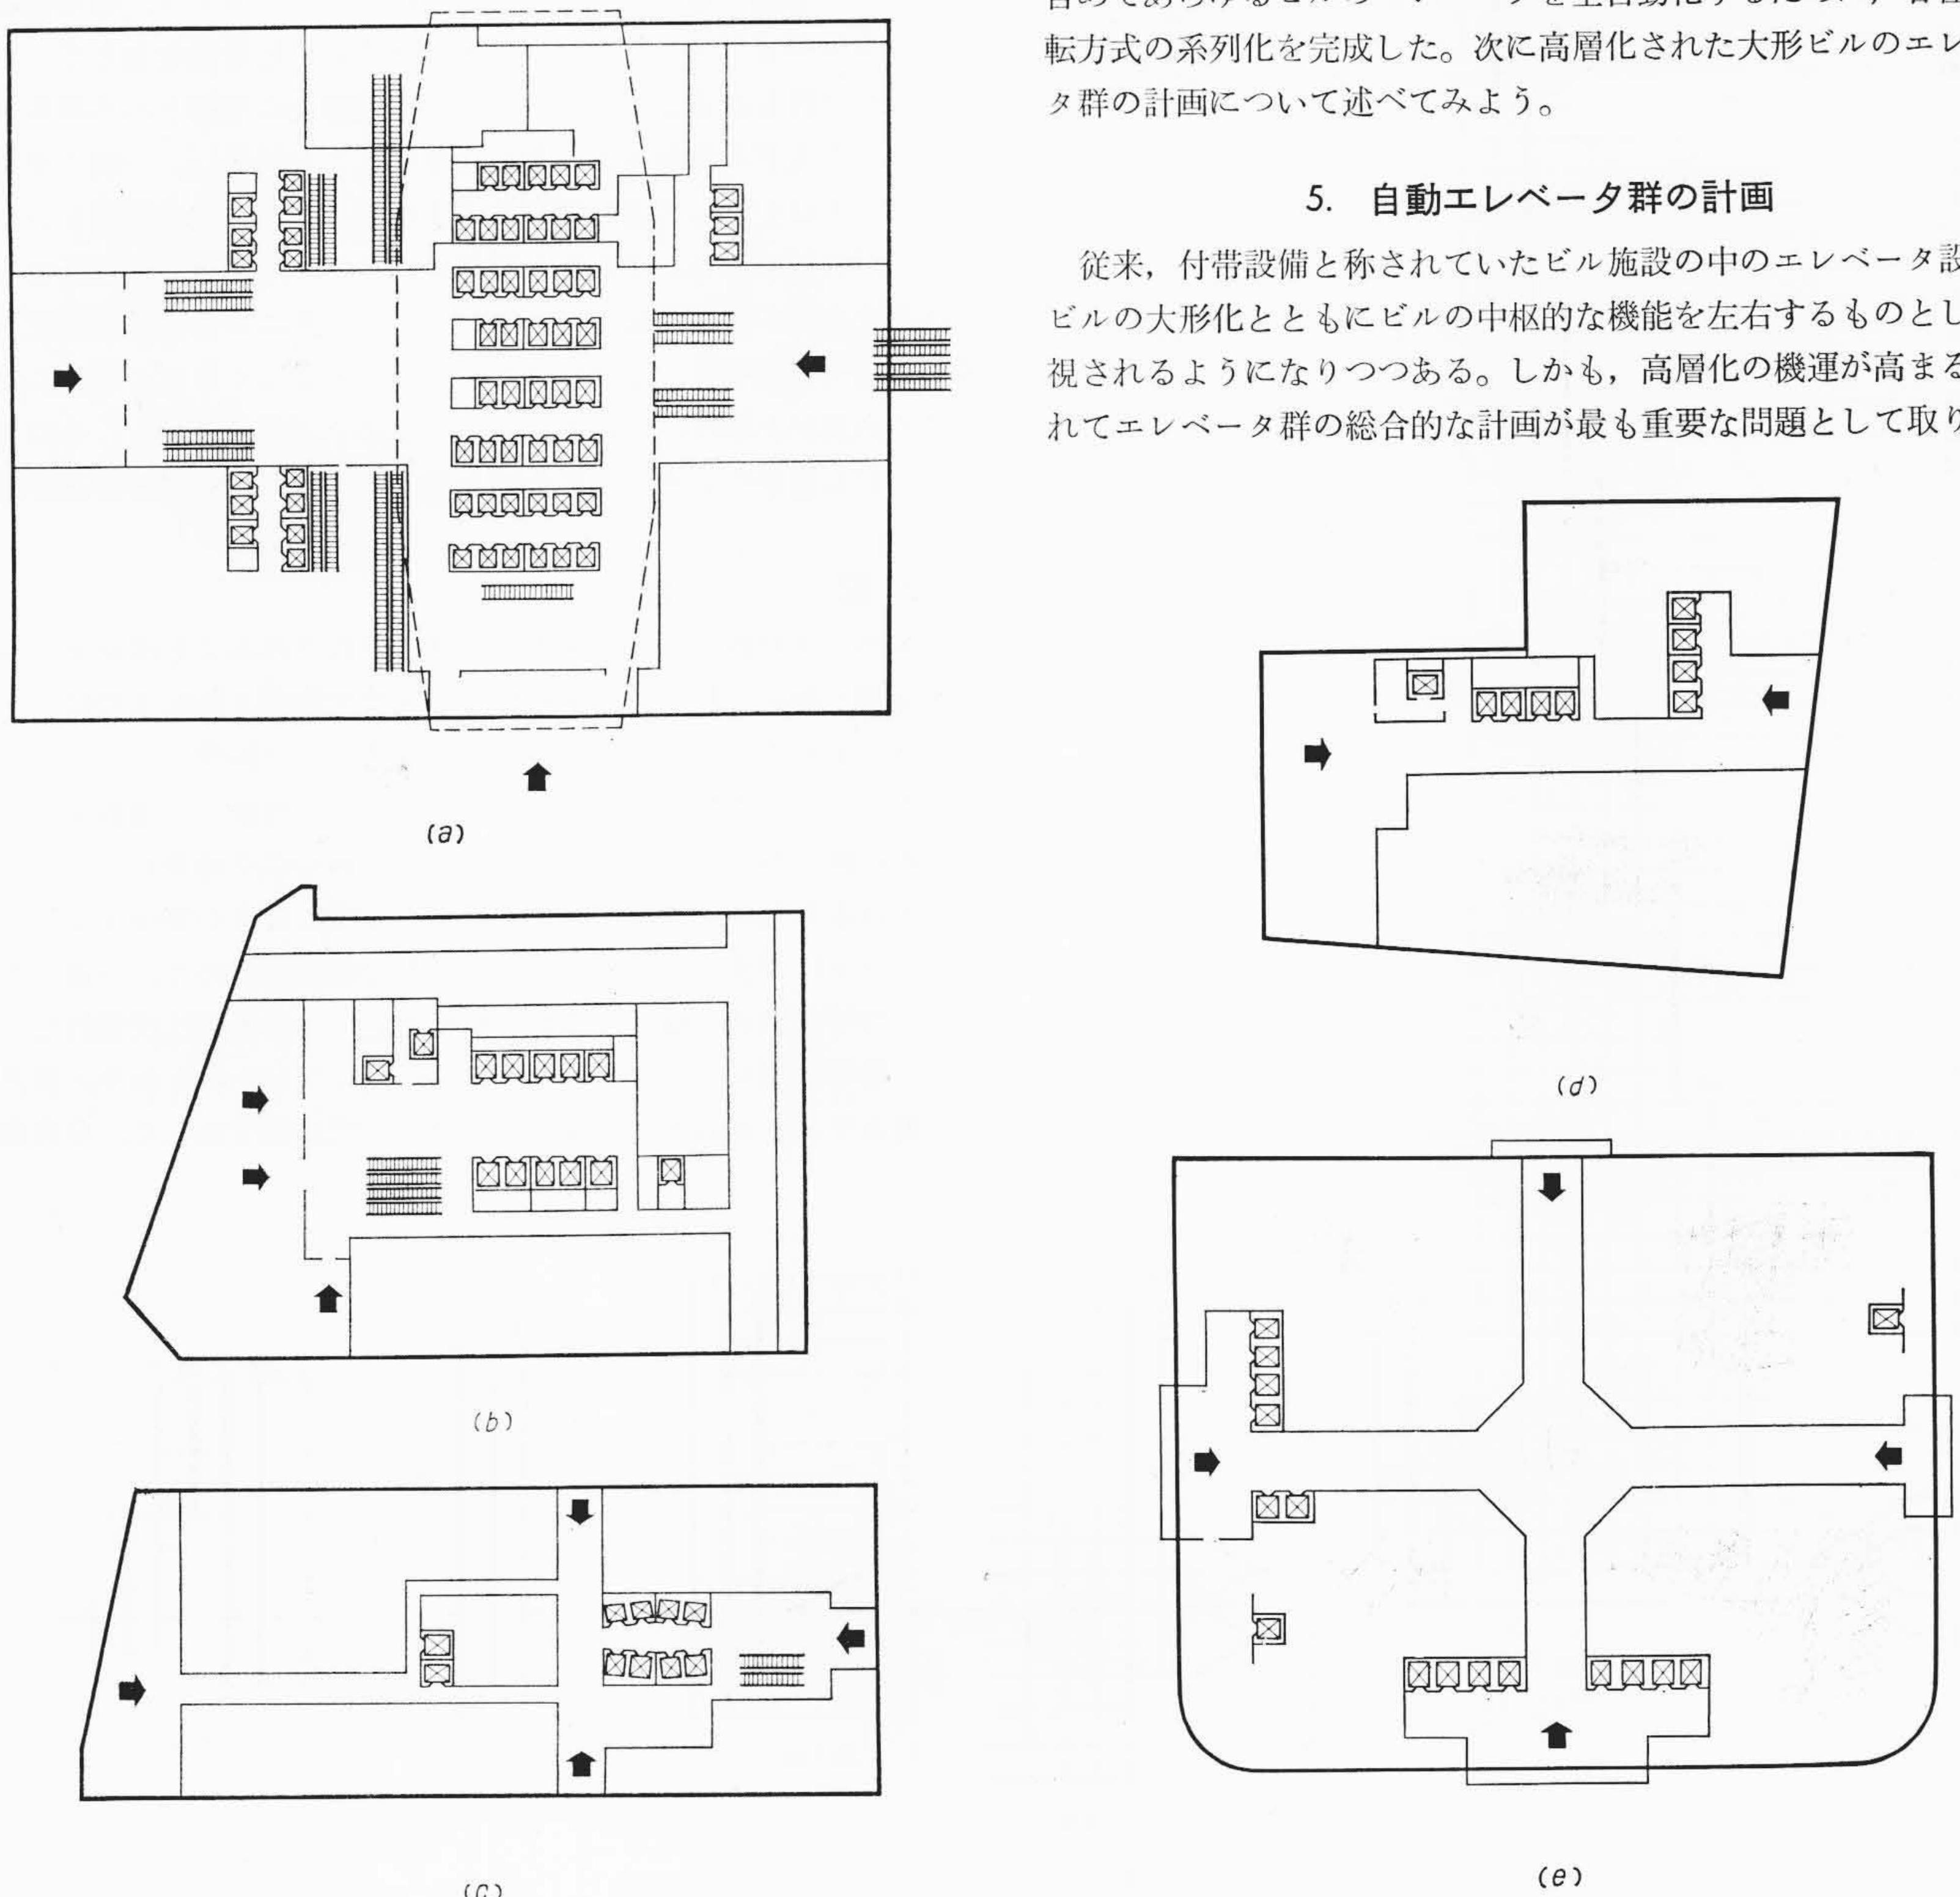 転方式の系列化を完成した。次に高層化された大形ビルのエレ
タ群の計画について述べてみよう。
5. 自動エレベータ群の計画
従来，付帯設備と称されていたビル施設の中のエレベータ設
ビルの大形化とともにビルの中枢的な機能を左右するものとし
視されるようになりつつある。しかも，高層化の機運が高まる
れてエレベータ群の総合的な計画が最も重要な問題として取り
(a)
(b)
(c)
(d)
(e)